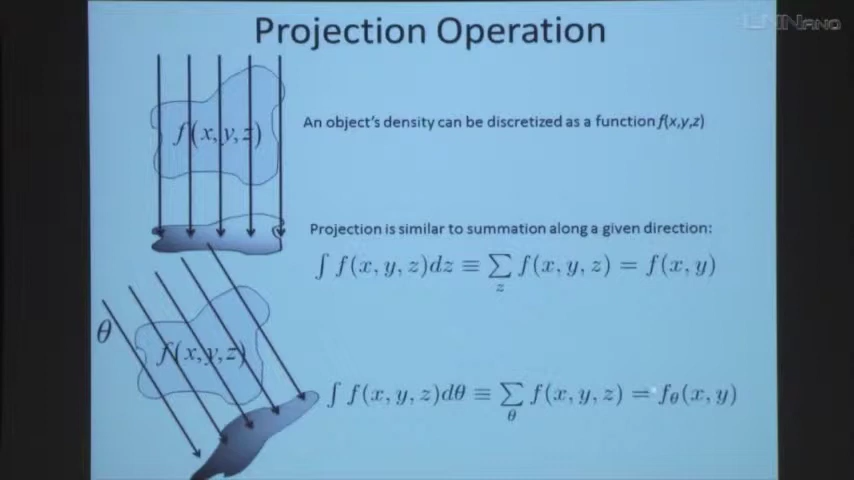 Projection Operation
f(x,y,z)
An object's density can be discretized as a function f(x,y,z)
Projection is similar to summation along a given direction:
∫ f(x, y, z)dz ≡ ∑_z f(x, y, z) = f(x, y)
θ
f(x,y,z)
∫ f(x, y, z)dθ ≡ ∑_θ f(x, y, z) = f_θ(x, y)